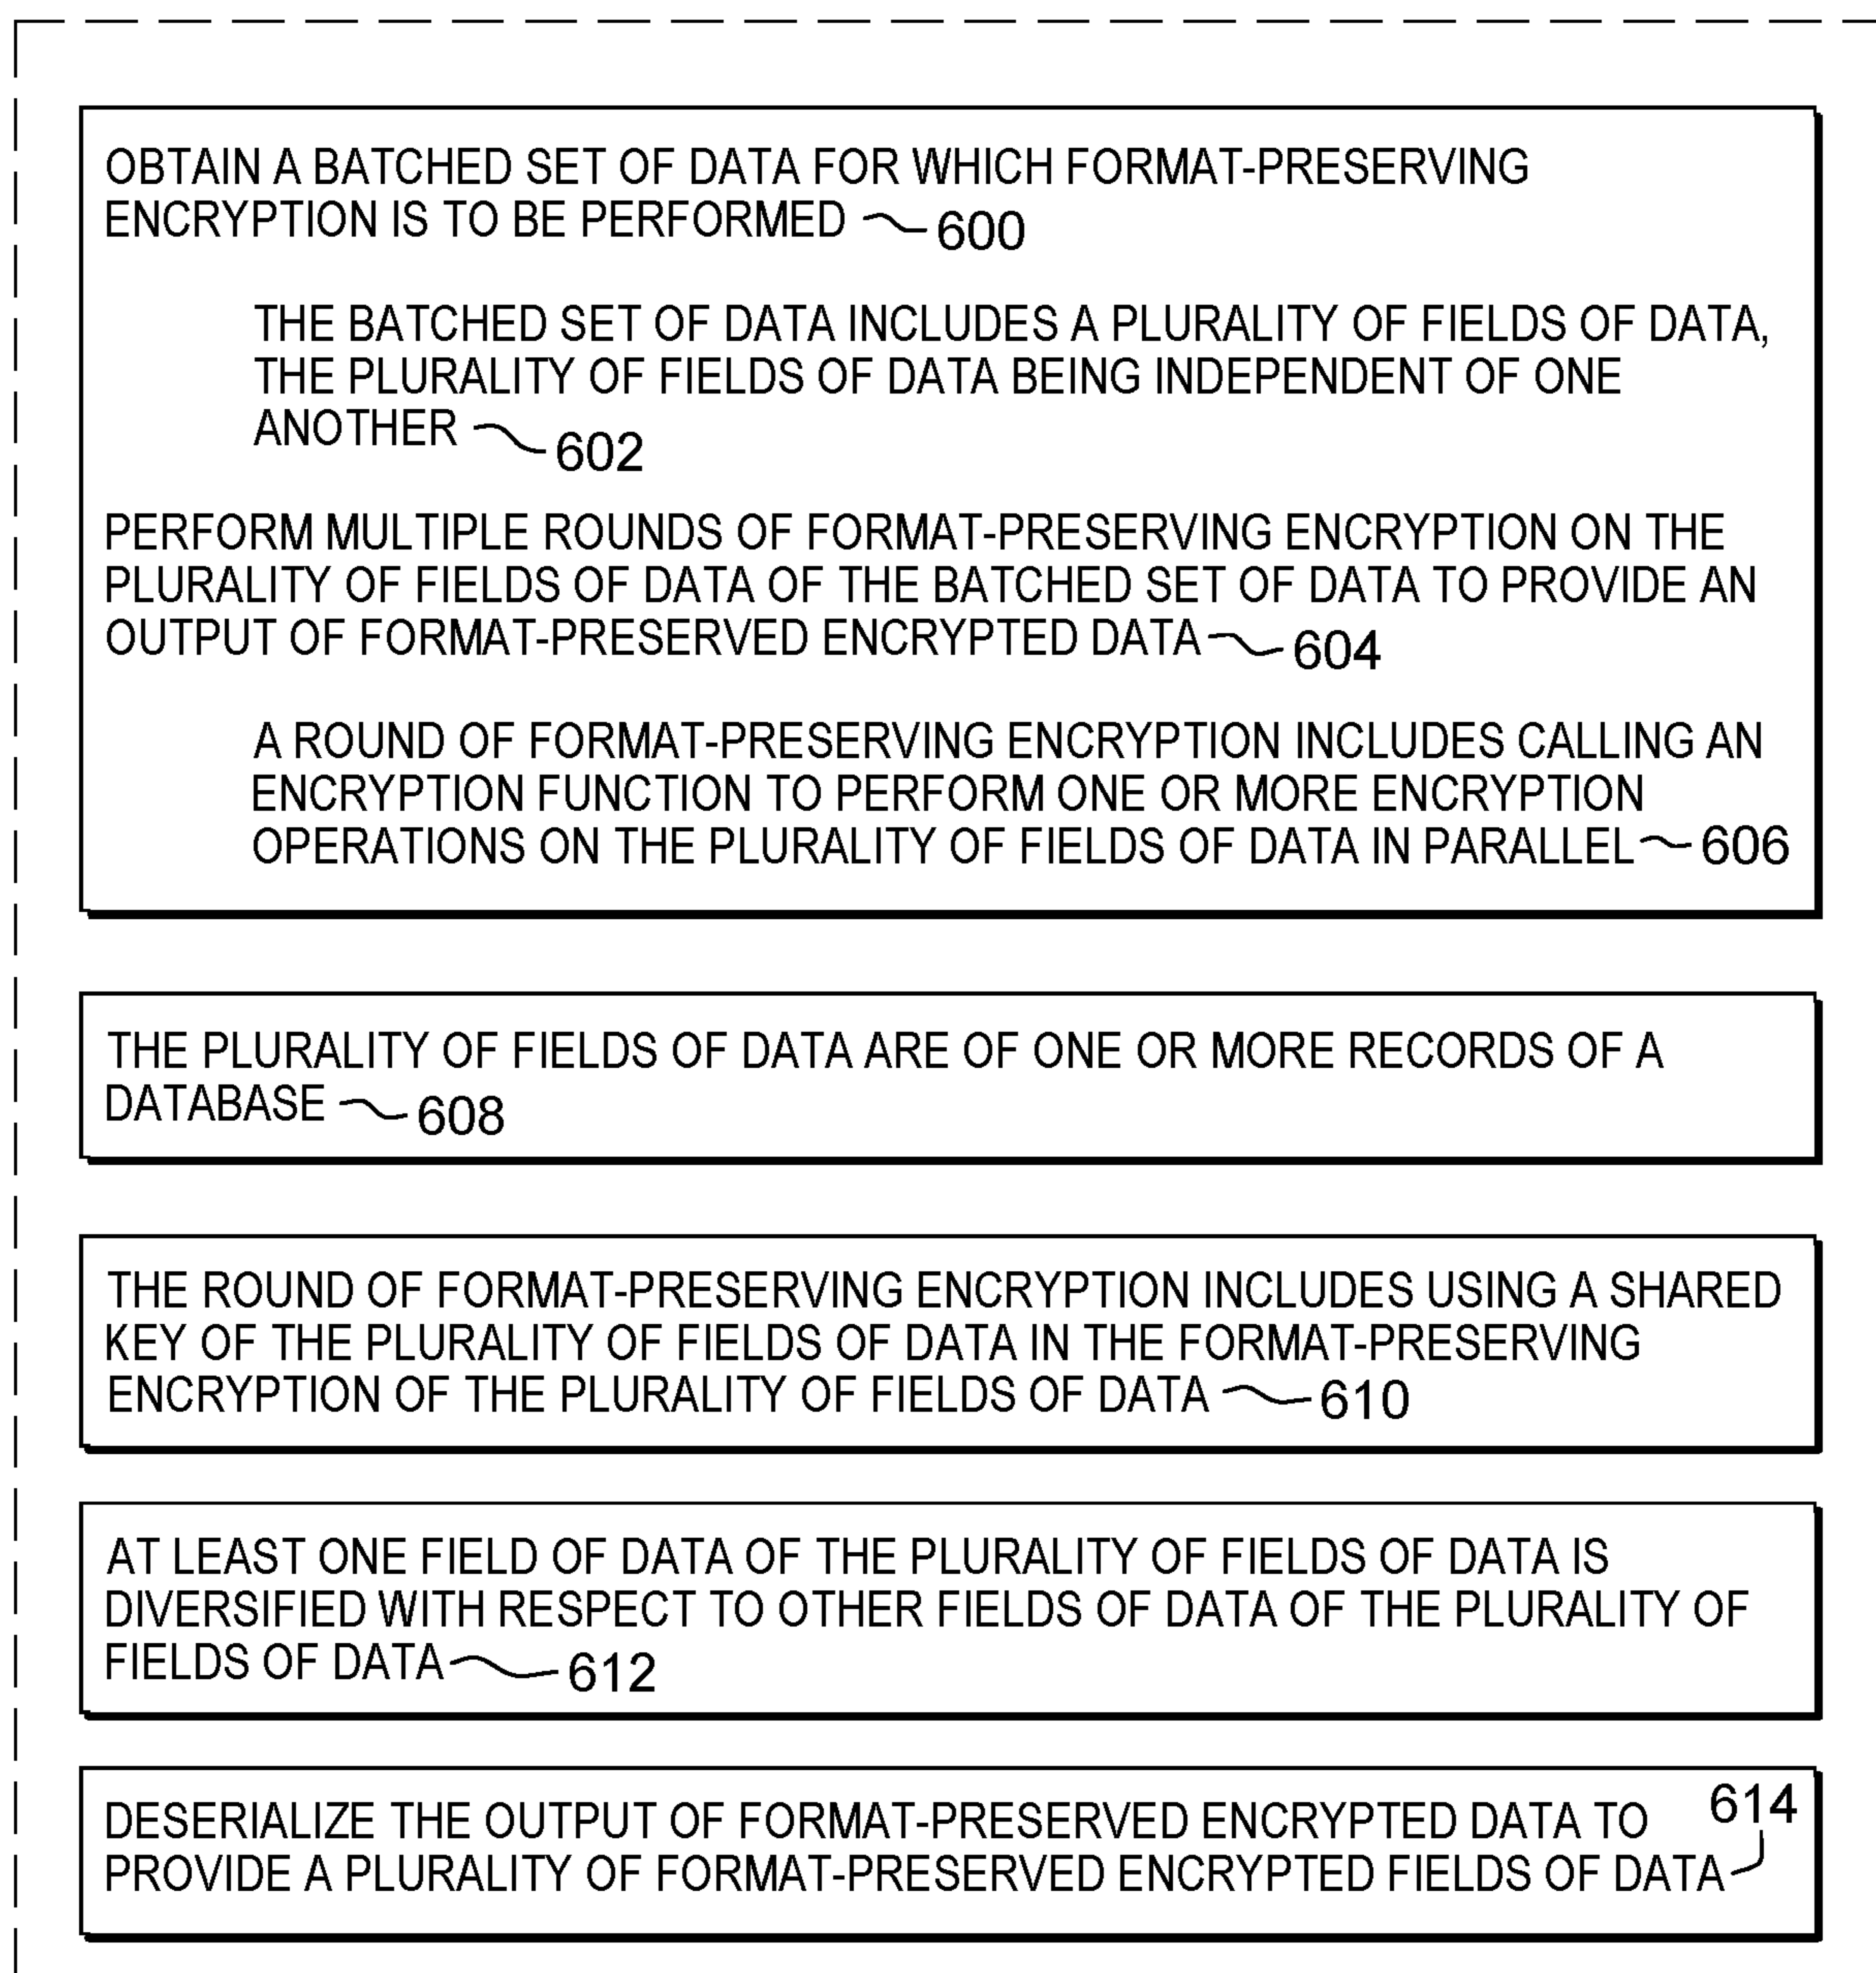 OBTAIN A BATCHED SET OF DATA FOR WHICH FORMAT-PRESERVING
ENCRYPTION IS TO BE PERFORMED 600
THE BATCHED SET OF DATA INCLUDES A PLURALITY OF FIELDS OF DATA,
THE PLURALITY OF FIELDS OF DATA BEING INDEPENDENT OF ONE
ANOTHER 602
PERFORM MULTIPLE ROUNDS OF FORMAT-PRESERVING ENCRYPTION ON THE
PLURALITY OF FIELDS OF DATA OF THE BATCHED SET OF DATA TO PROVIDE AN
OUTPUT OF FORMAT-PRESERVED ENCRYPTED DATA 604
A ROUND OF FORMAT-PRESERVING ENCRYPTION INCLUDES CALLING AN
ENCRYPTION FUNCTION TO PERFORM ONE OR MORE ENCRYPTION
OPERATIONS ON THE PLURALITY OF FIELDS OF DATA IN PARALLEL 606
THE PLURALITY OF FIELDS OF DATA ARE OF ONE OR MORE RECORDS OF A
DATABASE 608
THE ROUND OF FORMAT-PRESERVING ENCRYPTION INCLUDES USING A SHARED
KEY OF THE PLURALITY OF FIELDS OF DATA IN THE FORMAT-PRESERVING
ENCRYPTION OF THE PLURALITY OF FIELDS OF DATA 610
AT LEAST ONE FIELD OF DATA OF THE PLURALITY OF FIELDS OF DATA IS
DIVERSIFIED WITH RESPECT TO OTHER FIELDS OF DATA OF THE PLURALITY OF
FIELDS OF DATA 612
DESERIALIZE THE OUTPUT OF FORMAT-PRESERVED ENCRYPTED DATA TO 614
PROVIDE A PLURALITY OF FORMAT-PRESERVED ENCRYPTED FIELDS OF DATA